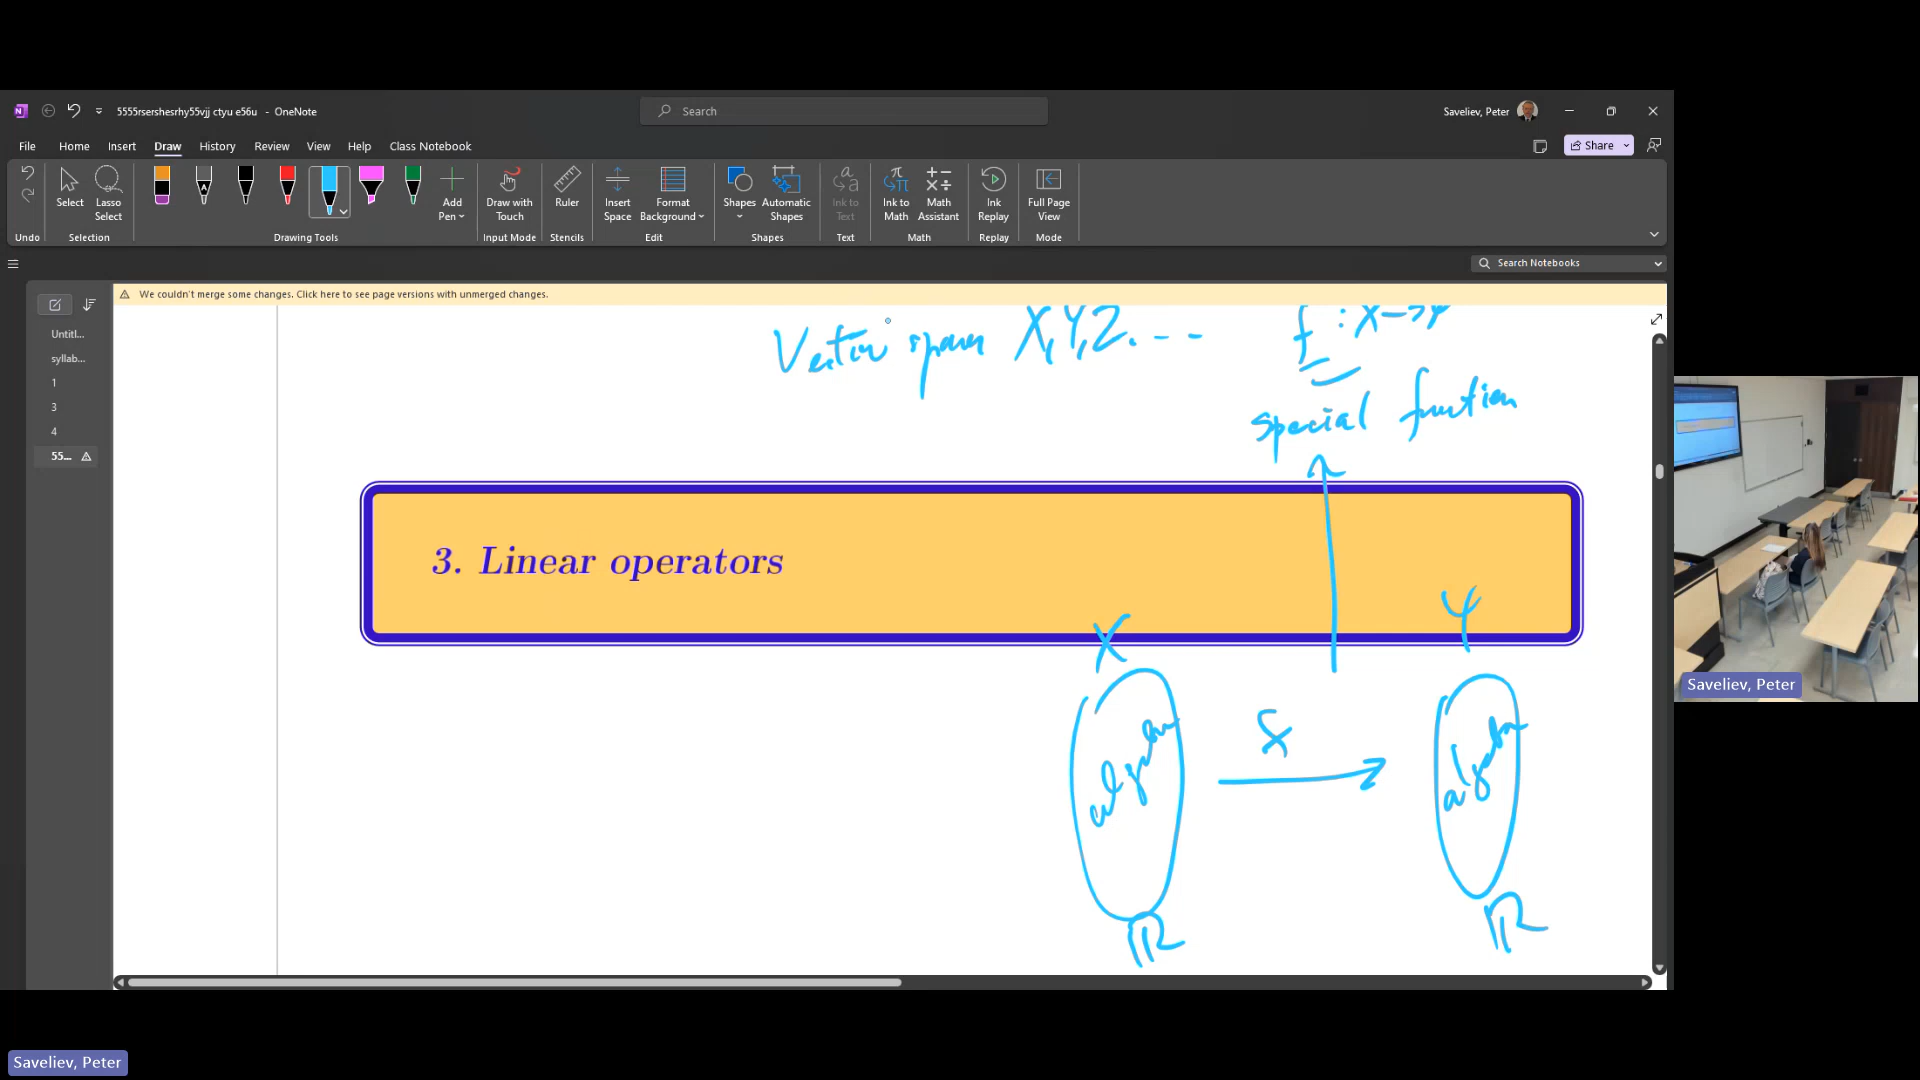 5555rsershesrhy55vjj ctyu e56u - OneNote
Search
Saveliev, Peter
File Home Insert Draw History Review View Help Class Notebook
Share
Undo
Select
Lasso Select
Selection
A
Add Pen
Drawing Tools
Draw with Touch
Input Mode
Ruler
Stencils
Insert Space
Format Background
Edit
Shapes
Automatic Shapes
Shapes
Ink to Text
Text
Ink to Math
Math Assistant
Math
Ink Replay
Replay
Full Page View
Mode
Search Notebooks
We couldn't merge some changes. Click here to see page versions with unmerged changes.
Untitl...
syllab...
1
3
4
55...
Vector spaces X, Y, Z. ...
f : X → Y
special function
3. Linear operators
X
Y
f
algebra
algebra
ℝ
ℝ
Saveliev, Peter
Saveliev, Peter